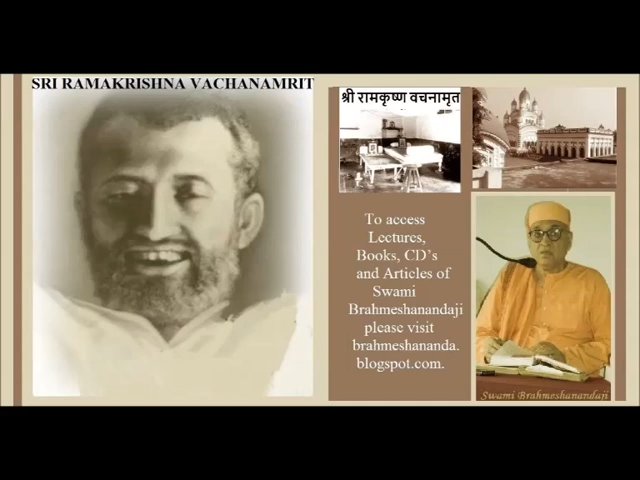 SRI RAMAKRISHNA VACHANAMRIT
श्री रामकृष्ण वचनामृत
To access
Lectures,
Books, CD's
and Articles of
Swami
Brahmeshanandaji
please visit
brahmeshananda.
blogspot.com.
Swami Brahmeshanandaji